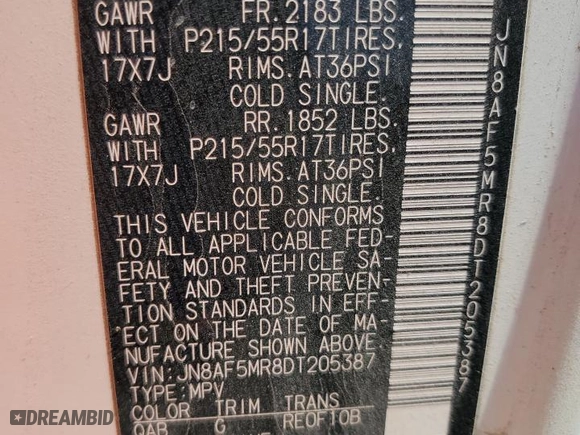 GAWR FR. 2183 LBS.
WITH P215/55R17TIRES.
17X7J RIMS. AT36PSI
COLD SINGLE.
GAWR RR. 1852 LBS.
WITH P215/55R17TIRES.
17X7J RIMS. AT36PSI
COLD SINGLE.
THIS VEHICLE CONFORMS
TO ALL APPLICABLE FED-
ERAL MOTOR VEHICLE SA-
FETY AND THEFT PREVEN-
TION STANDARDS IN EFF-
ECT ON THE DATE OF MA-
NUFACTURE SHOWN ABOVE.
VIN: JN8AF5MR8DT205387
TYPE: MPV
COLOR TRIM TRANS
QAB G RE0F10B
JN8AF5MR8DT205387
DREAMBID